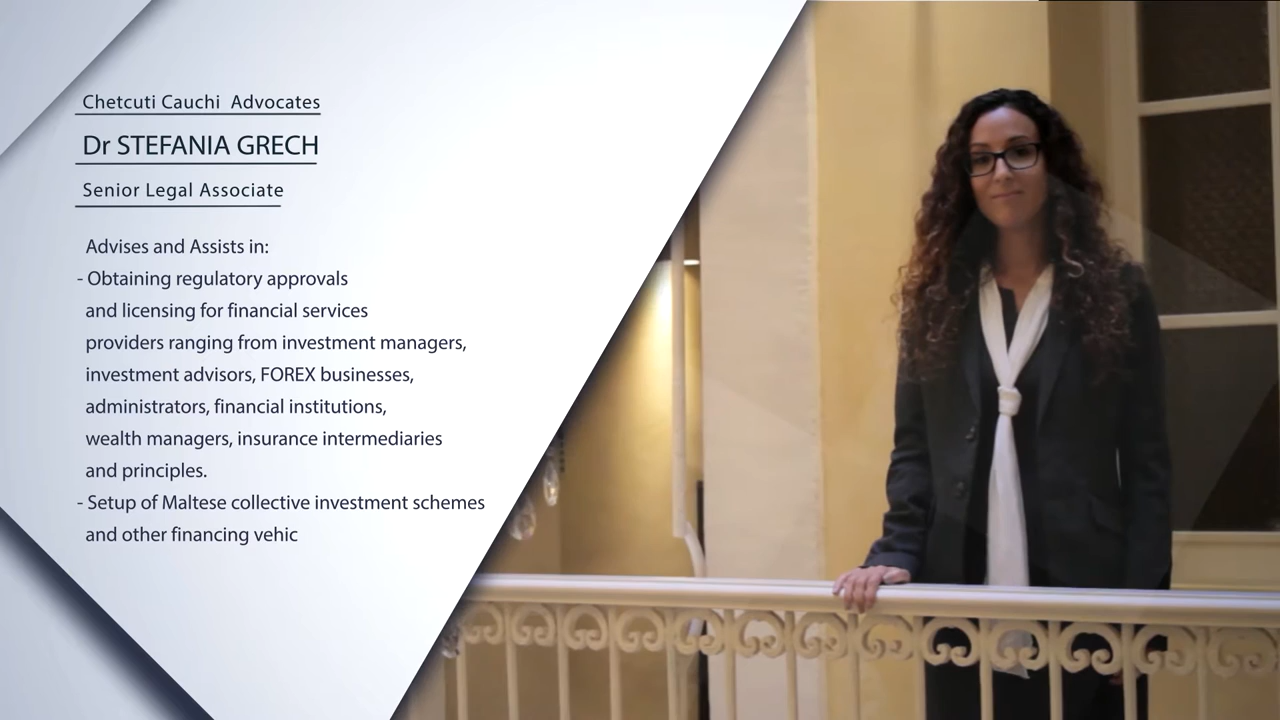 Chetcuti Cauchi Advocates
Dr STEFANIA GRECH
Senior Legal Associate
Advises and Assists in:
- Obtaining regulatory approvals
and licensing for financial services
providers ranging from investment managers,
investment advisors, FOREX businesses,
administrators, financial institutions,
wealth managers, insurance intermediaries
and principles.
- Setup of Maltese collective investment schemes
and other financing vehic